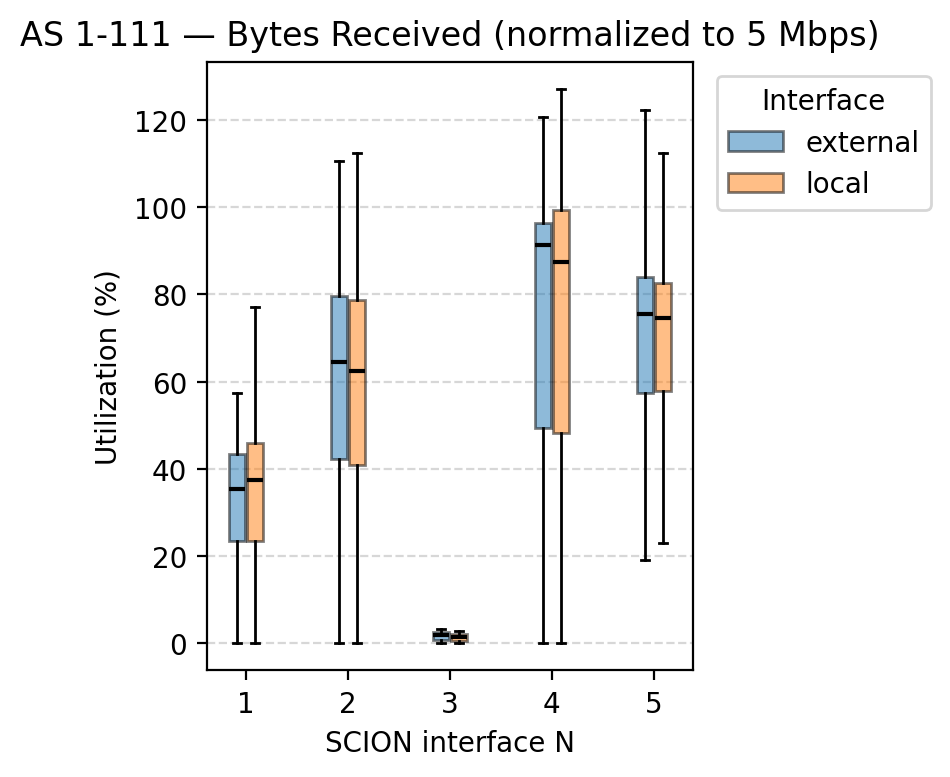 AS 1-111 — Bytes Received (normalized to 5 Mbps)
Interface
external
local
Utilization (%)
120
100
80
60
40
20
0
1 2 3 4 5
SCION interface N